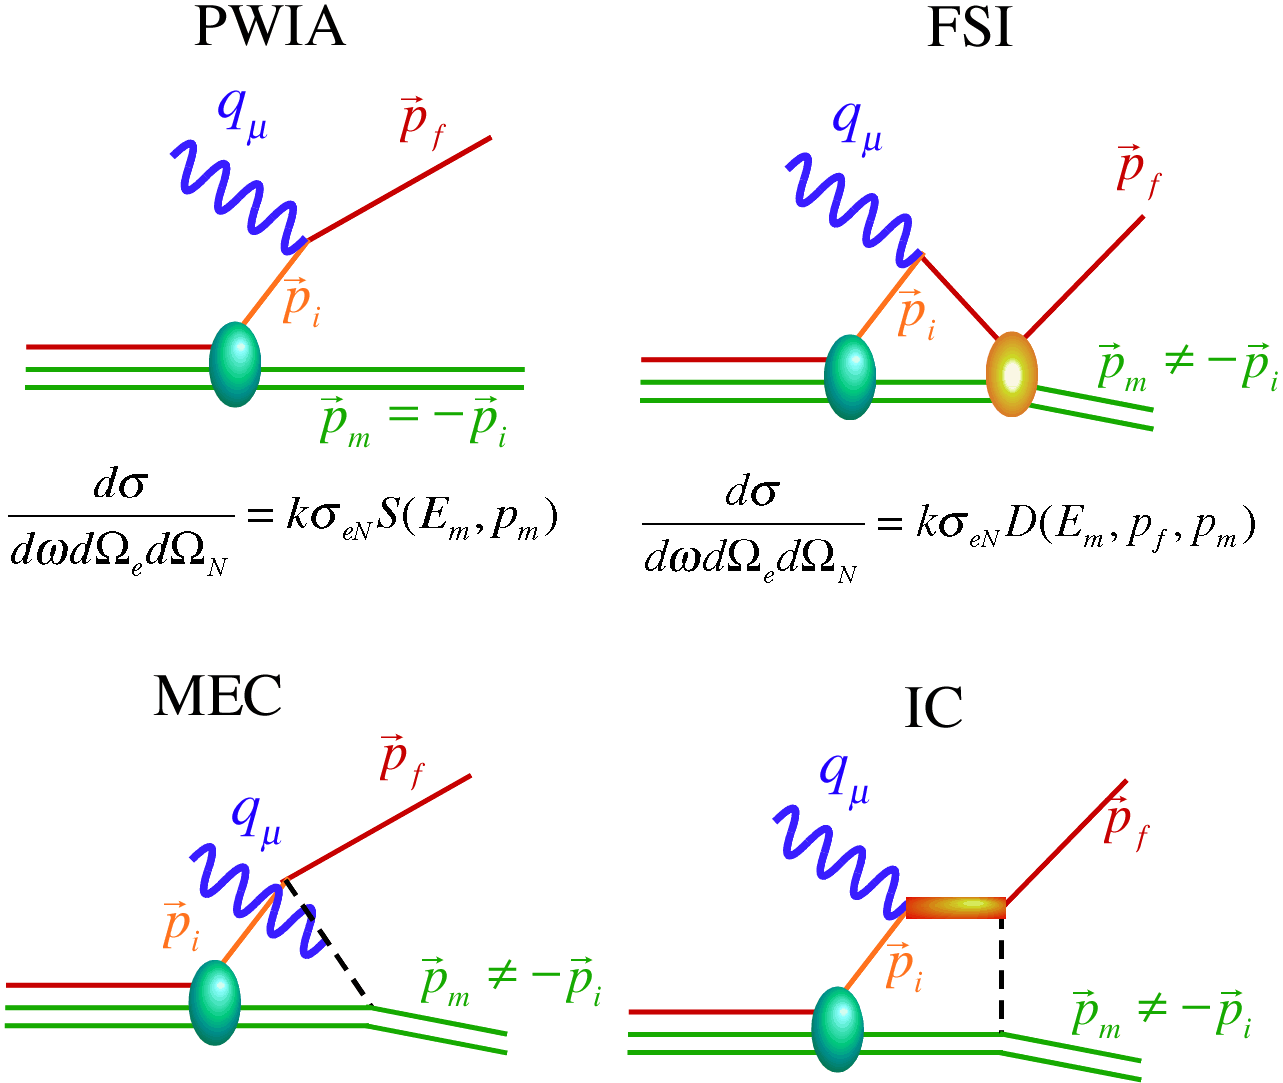 PWIA
q_μ
p⃗_f
p⃗_i
p⃗_m = −p⃗_i
dσ/dωdΩ_e dΩ_N = kσ_eN S(E_m, p_m)
FSI
q_μ
p⃗_f
p⃗_i
p⃗_m ≠ −p⃗_i
dσ/dωdΩ_e dΩ_N = kσ_eN D(E_m, p_f, p_m)
MEC
p⃗_f
q_μ
p⃗_i
p⃗_m ≠ −p⃗_i
IC
q_μ
p⃗_f
p⃗_i
p⃗_m ≠ −p⃗_i